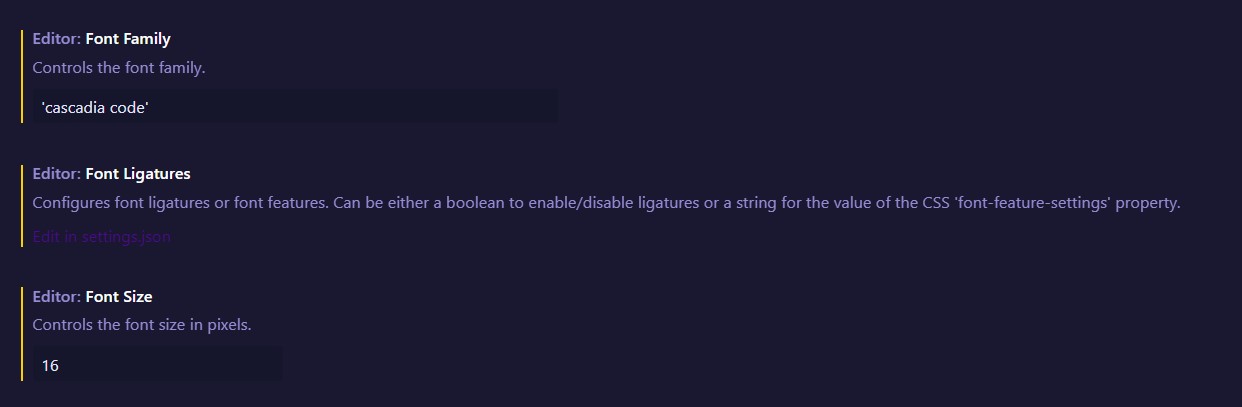 Editor: Font Family
Controls the font family.
'cascadia code'
Editor: Font Ligatures
Configures font ligatures or font features. Can be either a boolean to enable/disable ligatures or a string for the value of the CSS 'font-feature-settings' property.
Edit in settings.json
Editor: Font Size
Controls the font size in pixels.
16